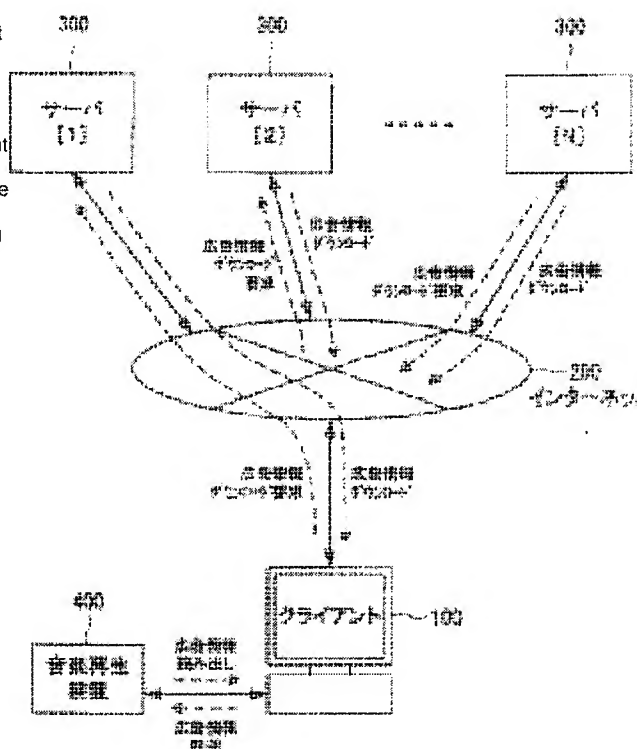 300
300
300
サーバ
[1]
サーバ
[2]
サーバ
[N]
広告情報
ダウンロード
要求
広告情報
ダウンロード
広告情報
ダウンロード要求
広告情報
ダウンロード
200
インターネット
広告情報
ダウンロード要求
広告情報
ダウンロード
クライアント
100
400
音張再生
装置
広告情報
読み出し
広告情報